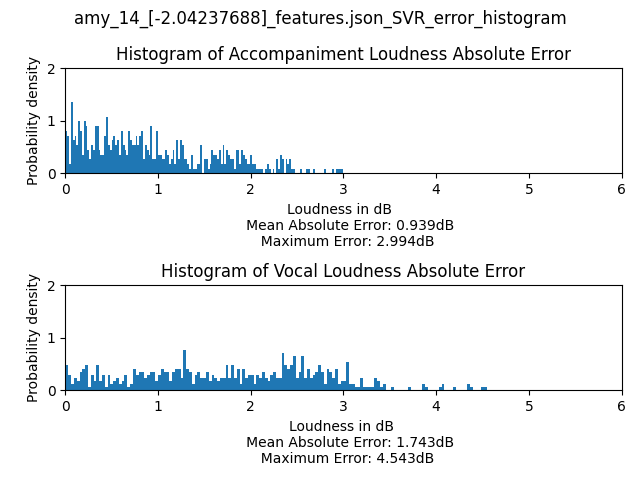 amy_14_[-2.04237688]_features.json_SVR_error_histogram
Histogram of Accompaniment Loudness Absolute Error
Probability density
2
1
0
0 1 2 3 4 5 6
Loudness in dB
Mean Absolute Error: 0.939dB
Maximum Error: 2.994dB
Histogram of Vocal Loudness Absolute Error
Probability density
2
1
0
0 1 2 3 4 5 6
Loudness in dB
Mean Absolute Error: 1.743dB
Maximum Error: 4.543dB